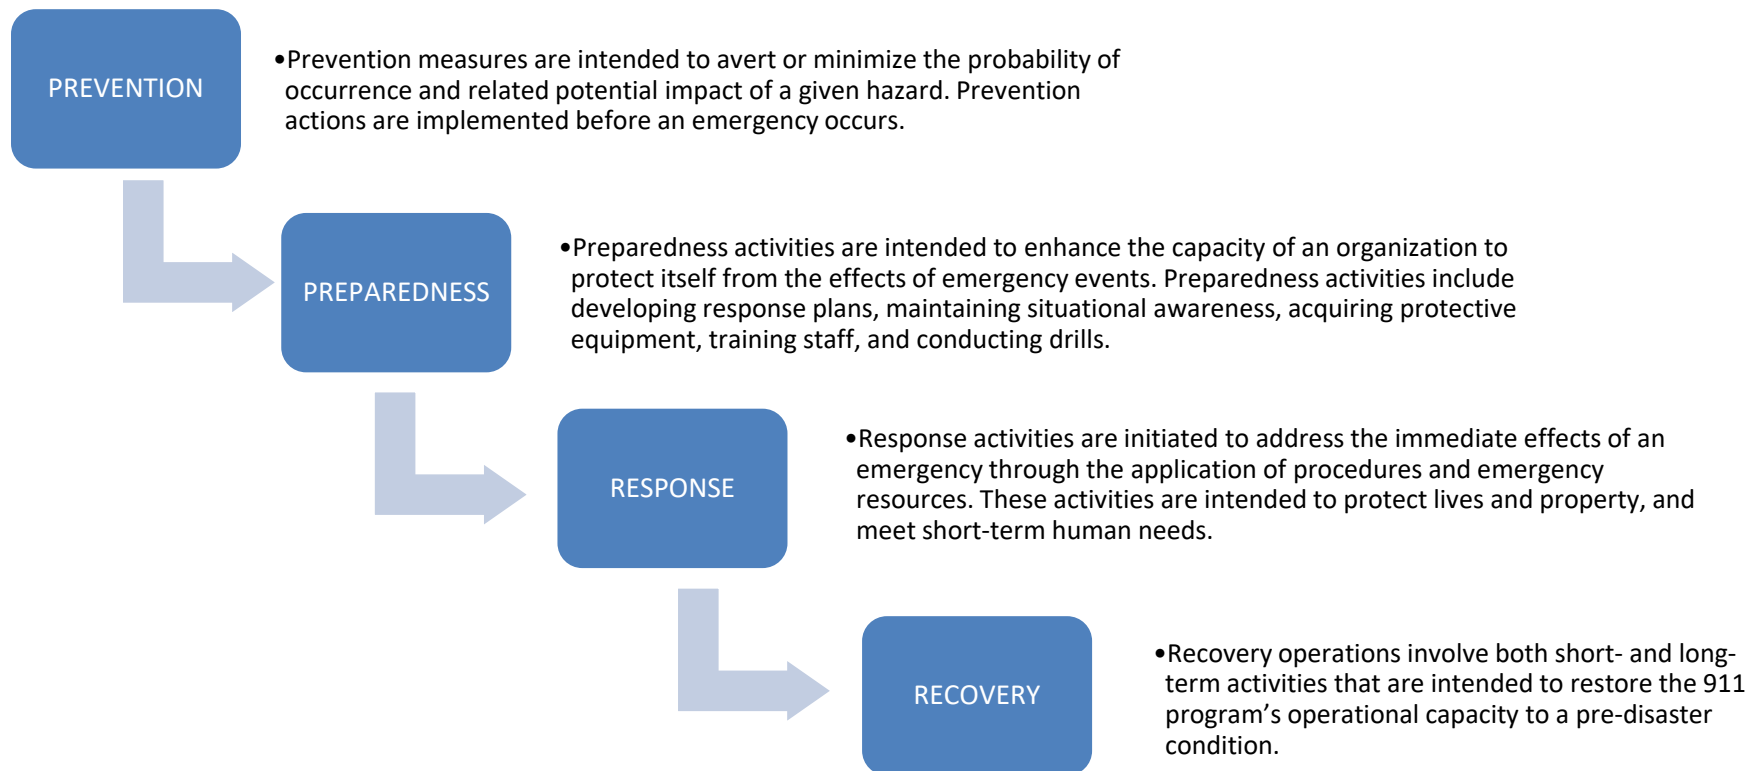 PREVENTION
•Prevention measures are intended to avert or minimize the probability of
occurrence and related potential impact of a given hazard. Prevention
actions are implemented before an emergency occurs.
PREPAREDNESS
•Preparedness activities are intended to enhance the capacity of an organization to
protect itself from the effects of emergency events. Preparedness activities include
developing response plans, maintaining situational awareness, acquiring protective
equipment, training staff, and conducting drills.
RESPONSE
•Response activities are initiated to address the immediate effects of an
emergency through the application of procedures and emergency
resources. These activities are intended to protect lives and property, and
meet short-term human needs.
RECOVERY
•Recovery operations involve both short- and long-
term activities that are intended to restore the 911
program’s operational capacity to a pre-disaster
condition.